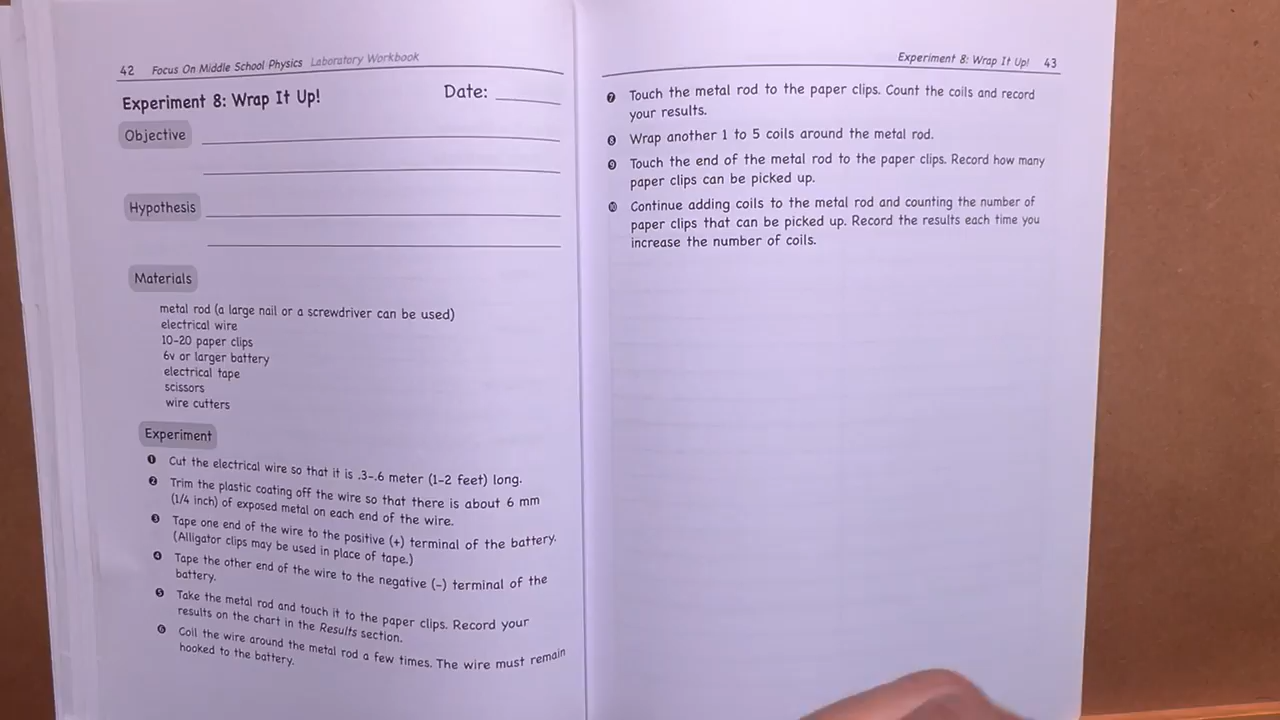 42 Focus On Middle School Physics Laboratory Workbook
Experiment 8: Wrap It Up! Date:
Objective
Hypothesis
Materials
metal rod (a large nail or a screwdriver can be used)
electrical wire
10-20 paper clips
6v or larger battery
electrical tape
scissors
wire cutters
Experiment
❶ Cut the electrical wire so that it is .3-.6 meter (1-2 feet) long.
❷ Trim the plastic coating off the wire so that there is about 6 mm
(1/4 inch) of exposed metal on each end of the wire.
❸ Tape one end of the wire to the positive (+) terminal of the battery.
(Alligator clips may be used in place of tape.)
❹ Tape the other end of the wire to the negative (-) terminal of the
battery.
❺ Take the metal rod and touch it to the paper clips. Record your
results on the chart in the Results section.
❻ Coil the wire around the metal rod a few times. The wire must remain
hooked to the battery.
Experiment 8: Wrap It Up! 43
❼ Touch the metal rod to the paper clips. Count the coils and record
your results.
❽ Wrap another 1 to 5 coils around the metal rod.
❾ Touch the end of the metal rod to the paper clips. Record how many
paper clips can be picked up.
❿ Continue adding coils to the metal rod and counting the number of
paper clips that can be picked up. Record the results each time you
increase the number of coils.